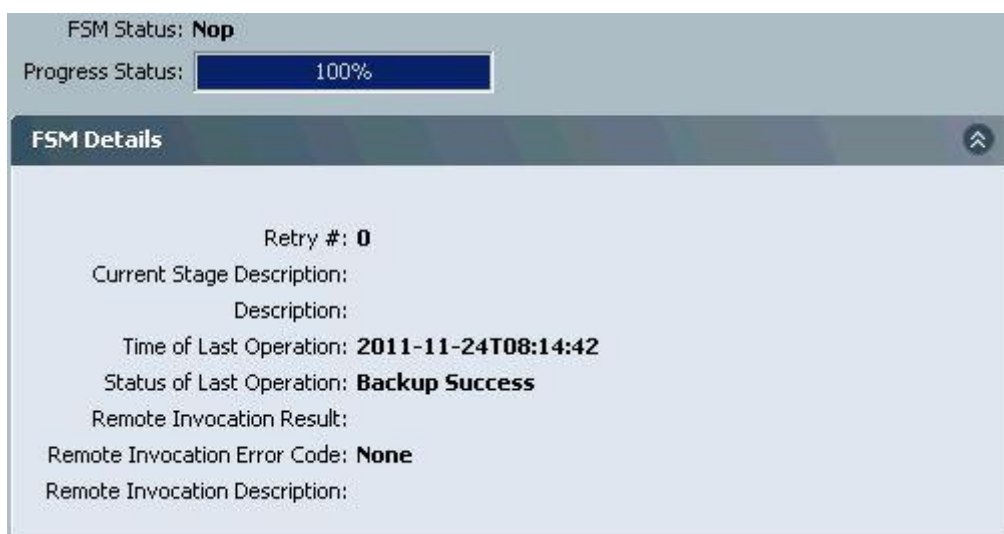 FSM Status: Nop
Progress Status: 100%
FSM Details
Retry #: 0
Current Stage Description:
Description:
Time of Last Operation: 2011-11-24T08:14:42
Status of Last Operation: Backup Success
Remote Invocation Result:
Remote Invocation Error Code: None
Remote Invocation Description: